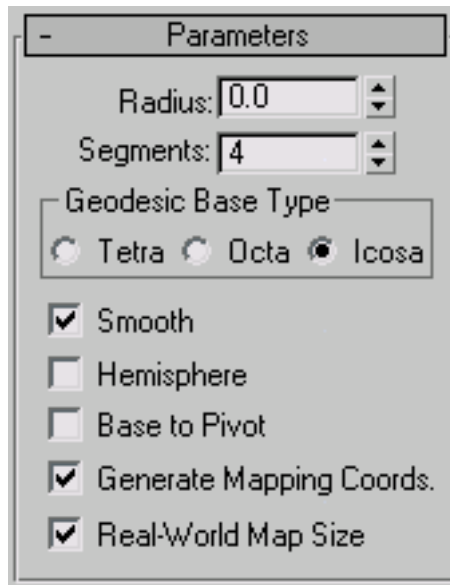 - Parameters
Radius: 0.0
Segments: 4
Geodesic Base Type
Tetra Octa Icosa
Smooth
Hemisphere
Base to Pivot
Generate Mapping Coords.
Real-World Map Size